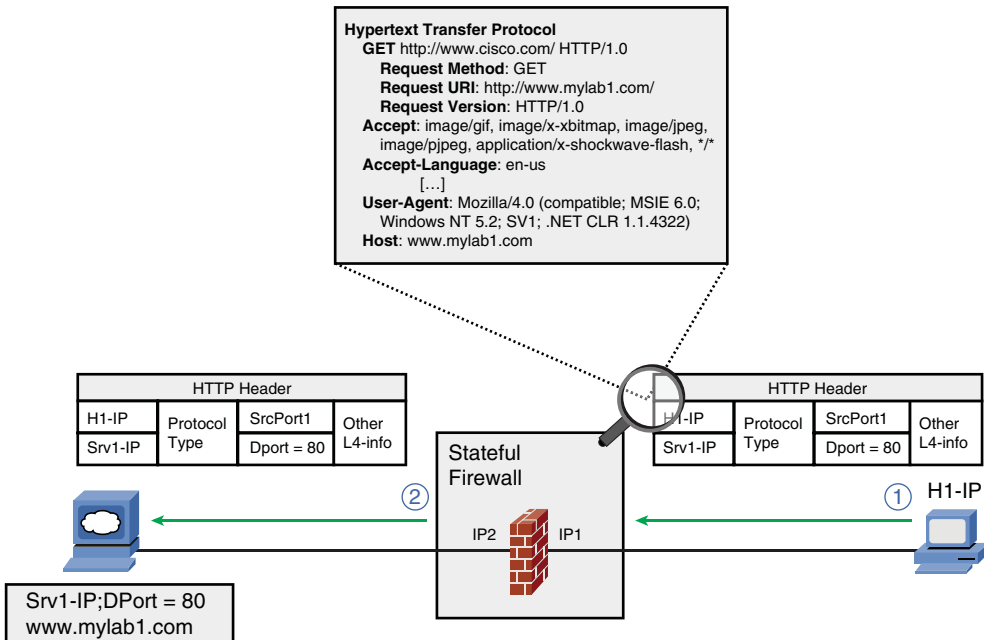 Hypertext Transfer Protocol
GET http://www.cisco.com/ HTTP/1.0
Request Method: GET
Request URI: http://www.mylab1.com/
Request Version: HTTP/1.0
Accept: image/gif, image/x-xbitmap, image/jpeg,
image/pjpeg, application/x-shockwave-flash, */*
Accept-Language: en-us
[…]
User-Agent: Mozilla/4.0 (compatible; MSIE 6.0;
Windows NT 5.2; SV1; .NET CLR 1.1.4322)
Host: www.mylab1.com
HTTP Header
H1-IP
Srv1-IP
Protocol
Type
SrcPort1
Dport = 80
Other
L4-info
HTTP Header
H1-IP
Srv1-IP
Protocol
Type
SrcPort1
Dport = 80
Other
L4-info
Stateful
Firewall
2
1
H1-IP
IP2
IP1
Srv1-IP;DPort = 80
www.mylab1.com